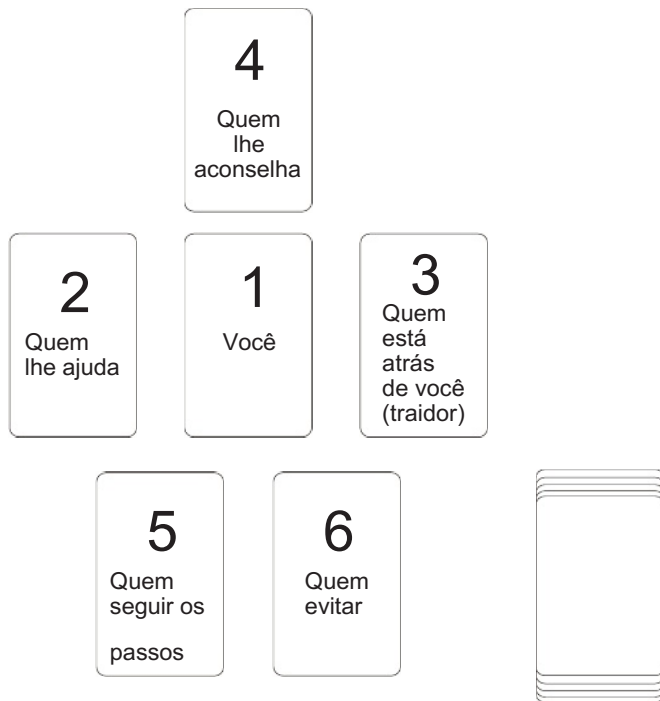 4
Quem
lhe
aconselha
2
Quem
lhe ajuda
1
Você
3
Quem
está
atrás
de você
(traidor)
5
Quem
seguir os
passos
6
Quem
evitar